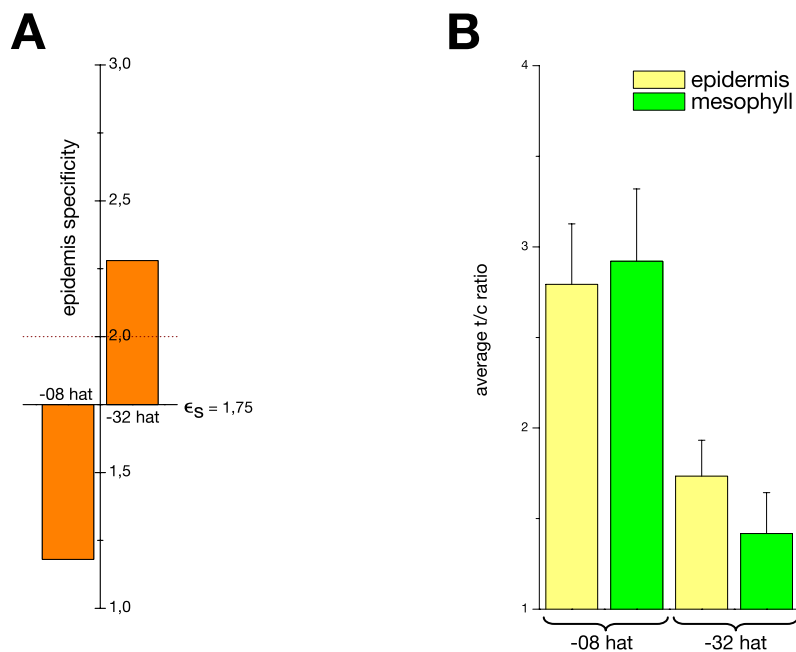 A
3,0
2,5
2,0
1,5
1,0
epidemis specificity
-08 hat
-32 hat
ϵS = 1,75
B
4
3
2
1
average t/c ratio
epidermis
mesophyll
-08 hat
-32 hat